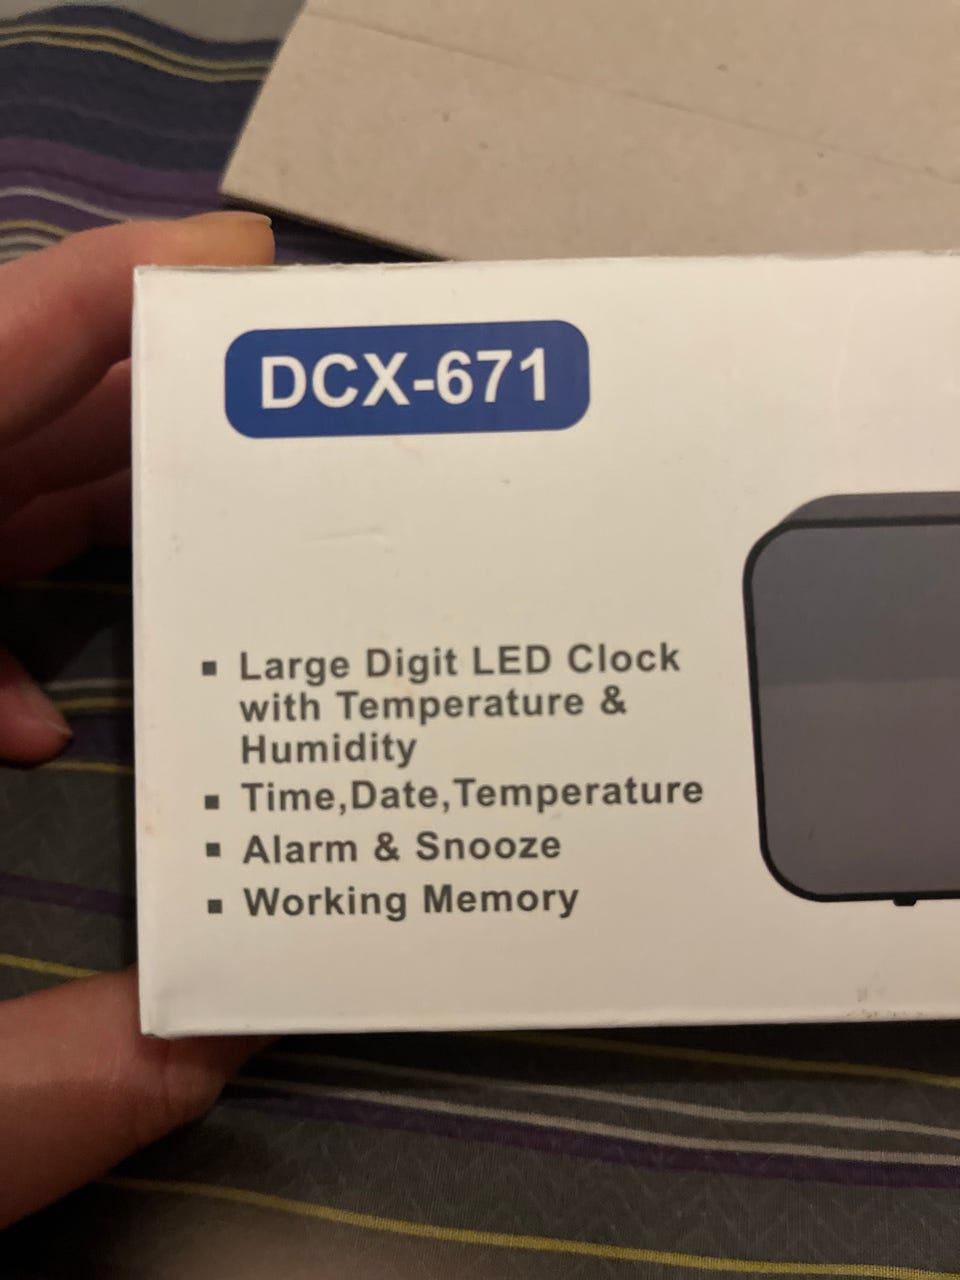 DCX-671
▪ Large Digit LED Clock
with Temperature &
Humidity
▪ Time,Date,Temperature
▪ Alarm & Snooze
▪ Working Memory